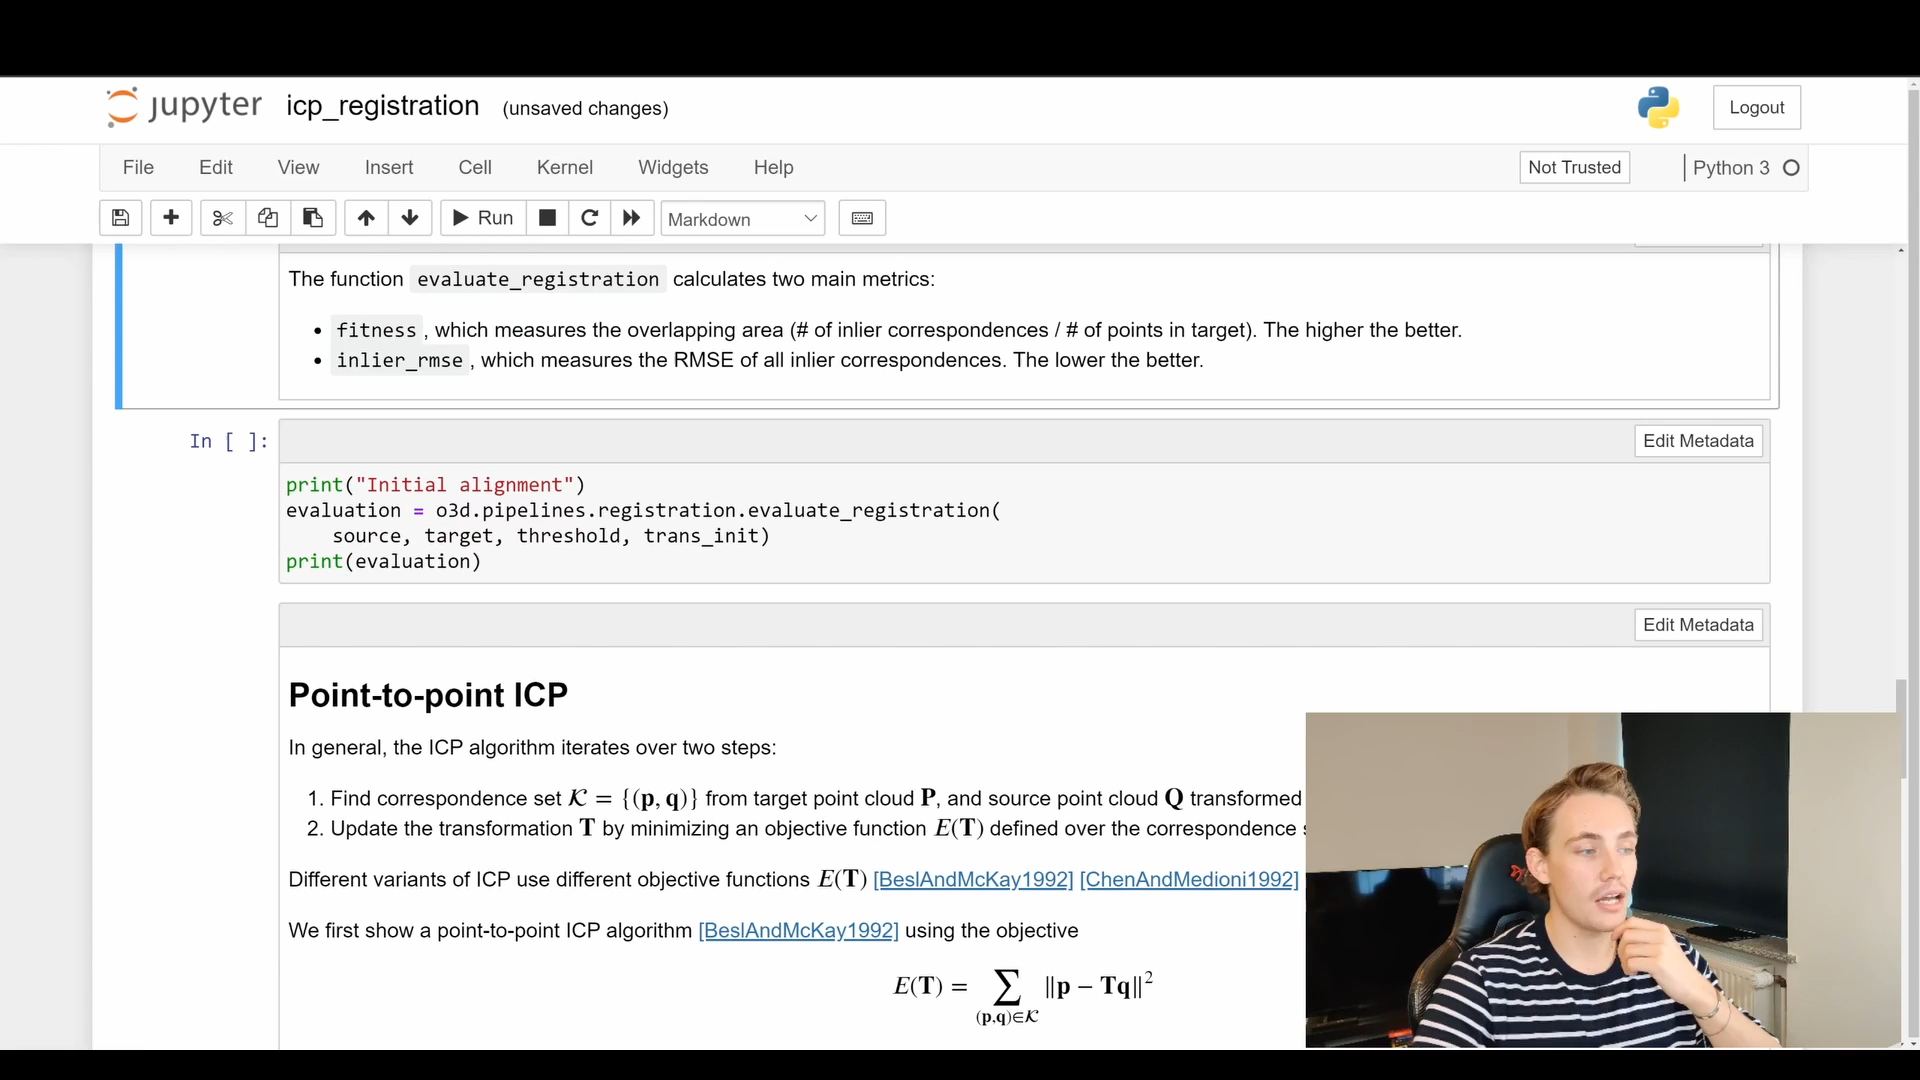 jupyter icp_registration (unsaved changes)
Logout
File Edit View Insert Cell Kernel Widgets Help
Not Trusted
Python 3
Run
Markdown
The function evaluate_registration calculates two main metrics:
• fitness , which measures the overlapping area (# of inlier correspondences / # of points in target). The higher the better.
• inlier_rmse , which measures the RMSE of all inlier correspondences. The lower the better.
In [ ]:
Edit Metadata
print("Initial alignment")
evaluation = o3d.pipelines.registration.evaluate_registration(
    source, target, threshold, trans_init)
print(evaluation)
Edit Metadata
Point-to-point ICP
In general, the ICP algorithm iterates over two steps:
1. Find correspondence set 𝒦 = {(p, q)} from target point cloud P, and source point cloud Q transformed
2. Update the transformation T by minimizing an objective function E(T) defined over the correspondence
Different variants of ICP use different objective functions E(T) [BeslAndMcKay1992] [ChenAndMedioni1992]
We first show a point-to-point ICP algorithm [BeslAndMcKay1992] using the objective
E(T) = ∑ ‖p − Tq‖²
(p,q)∈𝒦